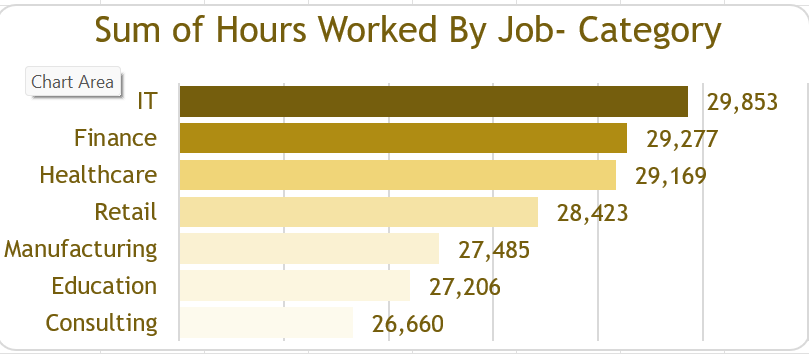 Sum of Hours Worked By Job- Category
Chart Area
IT 29,853
Finance 29,277
Healthcare 29,169
Retail 28,423
Manufacturing 27,485
Education 27,206
Consulting 26,660